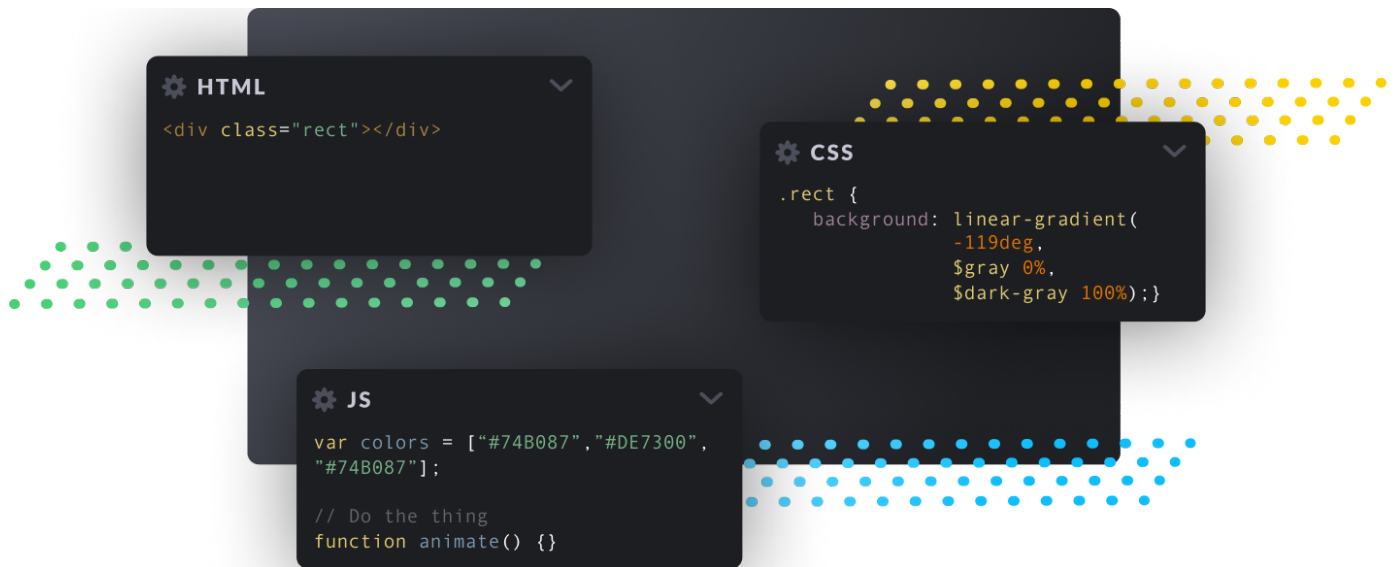 HTML
<div class="rect"></div>
CSS
.rect {
background: linear-gradient(
-119deg,
$gray 0%,
$dark-gray 100%);}
JS
var colors = [“#74B087”,"#DE7300",
"#74B087"];
// Do the thing
function animate() {}